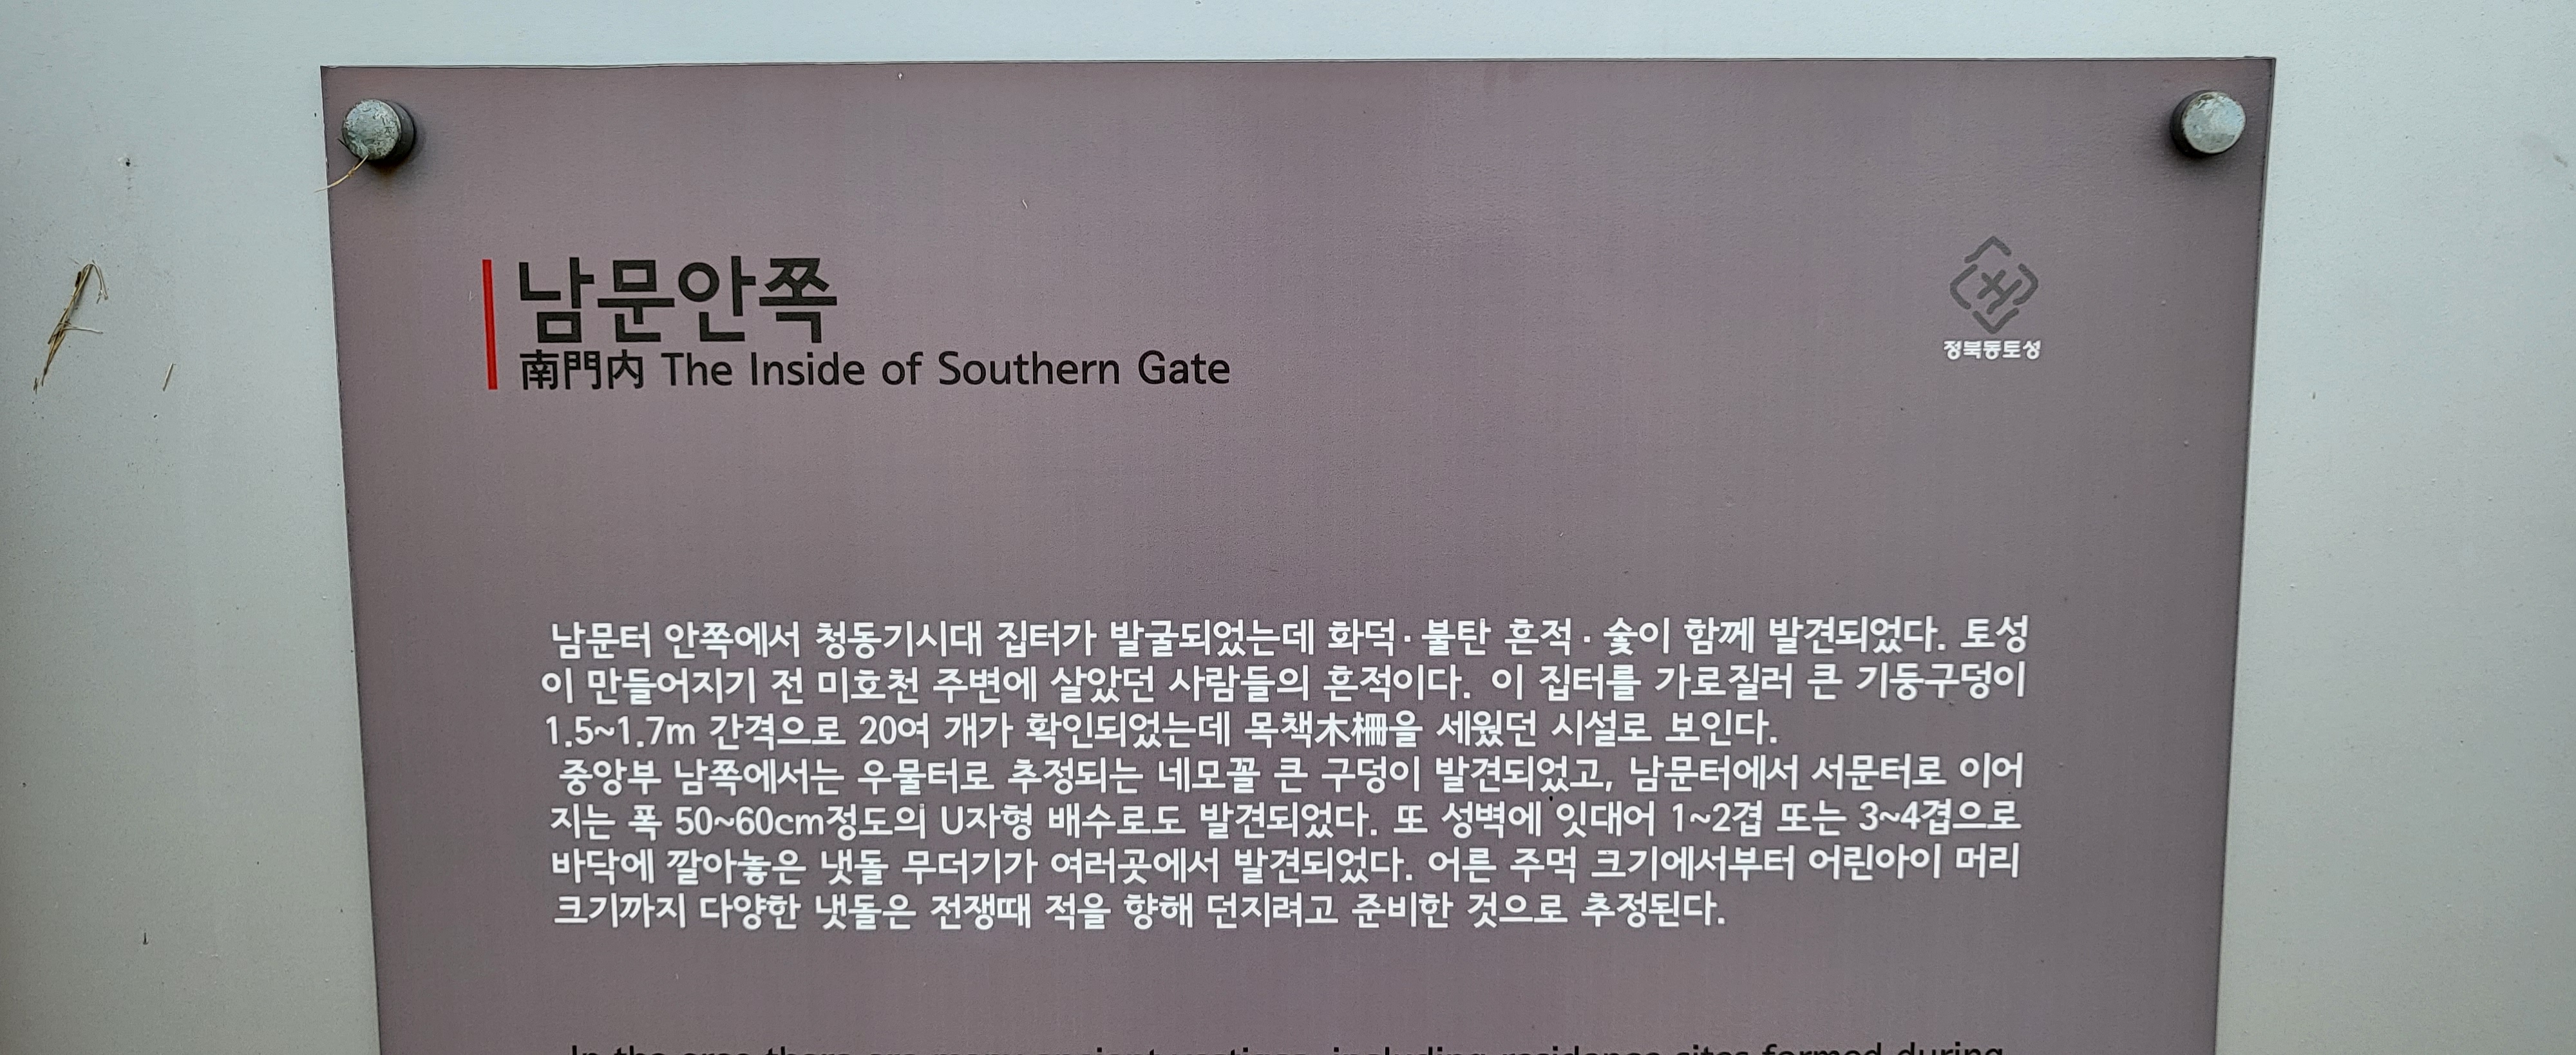 남문안쪽
南門內 The Inside of Southern Gate
정북동토성
남문터 안쪽에서 청동기시대 집터가 발굴되었는데 화덕·불탄 흔적·숯이 함께 발견되었다. 토성
이 만들어지기 전 미호천 주변에 살았던 사람들의 흔적이다. 이 집터를 가로질러 큰 기둥구덩이
1.5~1.7m 간격으로 20여 개가 확인되었는데 목책木柵을 세웠던 시설로 보인다.
중앙부 남쪽에서는 우물터로 추정되는 네모꼴 큰 구덩이 발견되었고, 남문터에서 서문터로 이어
지는 폭 50~60cm정도의 U자형 배수로도 발견되었다. 또 성벽에 잇대어 1~2겹 또는 3~4겹으로
바닥에 깔아놓은 냇돌 무더기가 여러곳에서 발견되었다. 어른 주먹 크기에서부터 어린아이 머리
크기까지 다양한 냇돌은 전쟁때 적을 향해 던지려고 준비한 것으로 추정된다.
In the area there are many ancient vestiges, including residence sites formed during